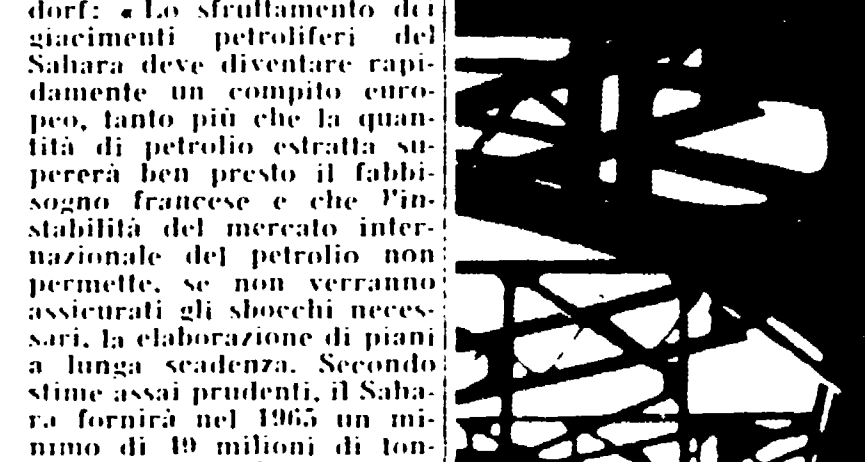 dorf: « Lo sfruttamento dei
giacimenti petroliferi del
Sahara deve diventare rapi-
damente un compito euro-
peo, tanto più che la quan-
tità di petrolio estratta su-
pererà ben presto il fabbi-
sogno francese e che l'in-
stabilità del mercato inter-
nazionale del petrolio non
permette, se non verranno
assicurati gli sbocchi neces-
sari, la elaborazione di piani
a lunga scadenza. Secondo
stime assai prudenti, il Saha-
ra fornirà nel 1965 un mi-
nimo di 19 milioni di ton-